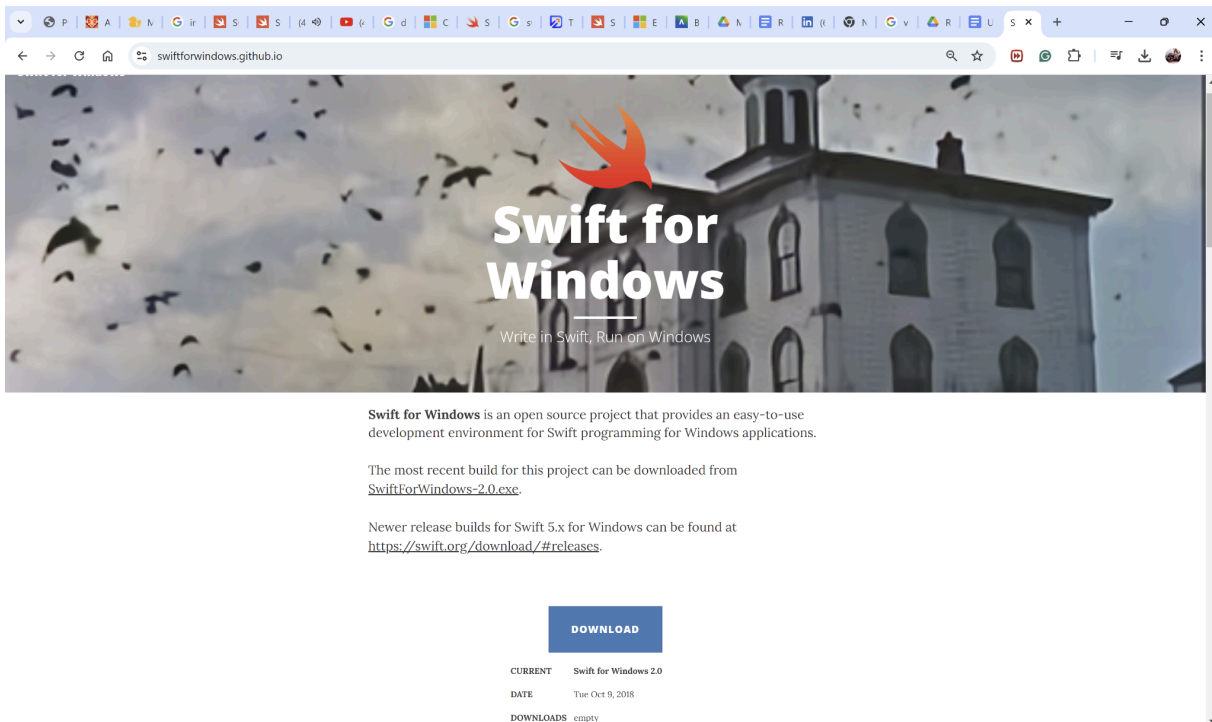 P
A
M
G ir
S
S
(4
(4
G d
C
S
G s
T
S
E
B
N
R
(6
N
G v
R
U
S
swiftforwindows.github.io
Swift for
Windows
Write in Swift, Run on Windows
Swift for Windows is an open source project that provides an easy-to-use
development environment for Swift programming for Windows applications.
The most recent build for this project can be downloaded from
SwiftForWindows-2.0.exe.
Newer release builds for Swift 5.x for Windows can be found at
https://swift.org/download/#releases.
DOWNLOAD
CURRENT Swift for Windows 2.0
DATE Tue Oct 9, 2018
DOWNLOADS empty